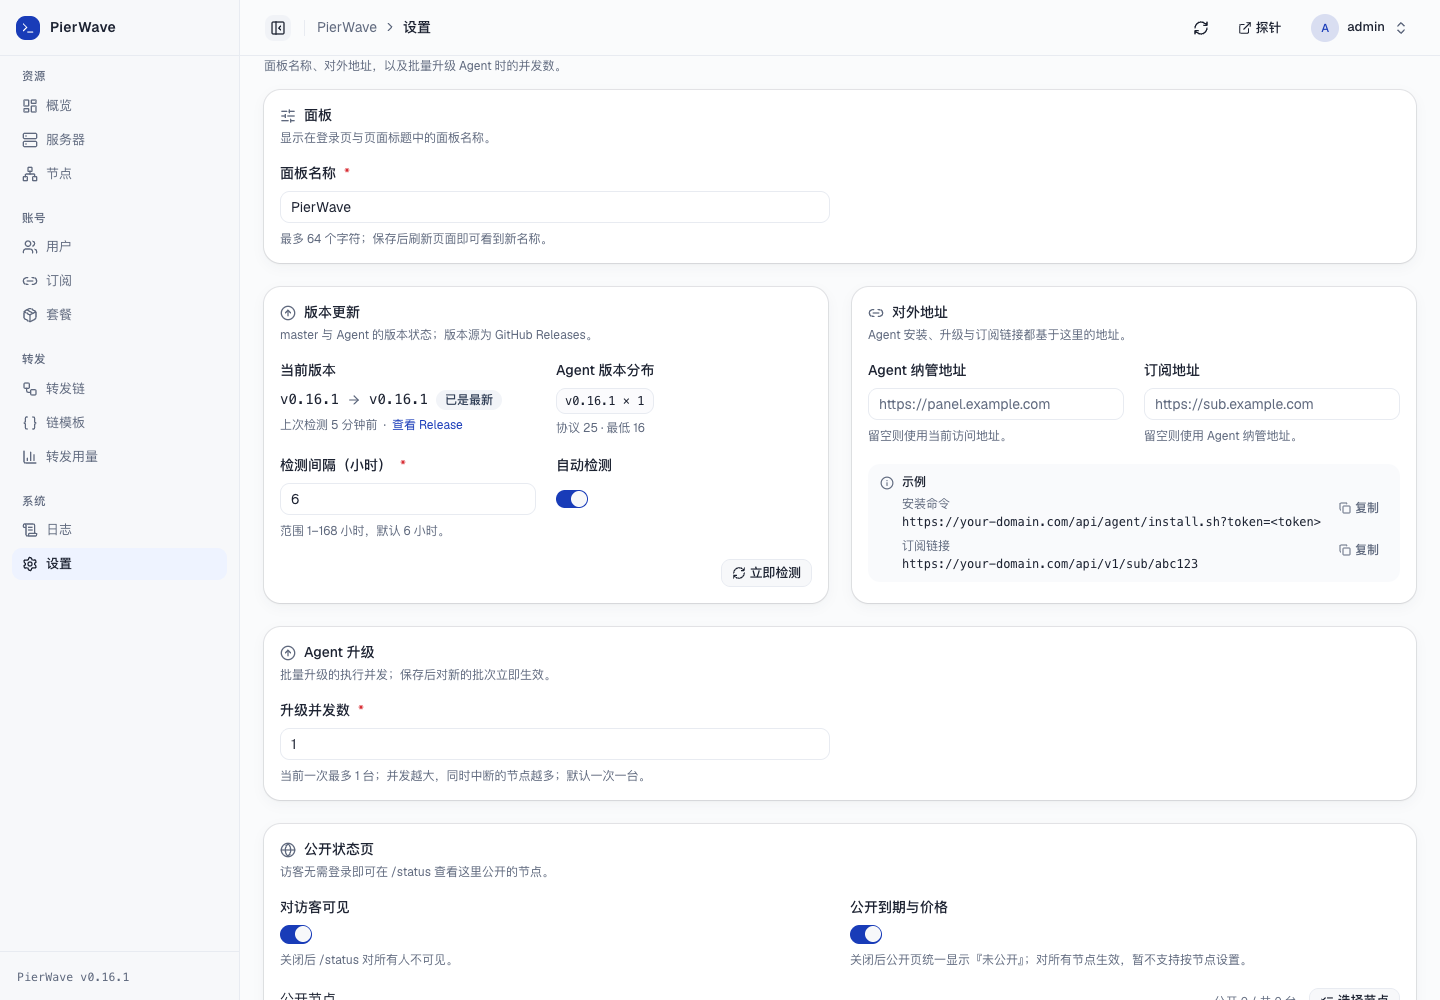 PierWave
PierWave > 设置
探针
A admin
资源
概览
服务器
节点
账号
用户
订阅
套餐
转发
转发链
链模板
转发用量
系统
日志
设置
PierWave v0.16.1
面板名称、对外地址，以及批量升级 Agent 时的并发数。
面板
显示在登录页与页面标题中的面板名称。
面板名称 *
PierWave
最多 64 个字符；保存后刷新页面即可看到新名称。
版本更新
master 与 Agent 的版本状态；版本源为 GitHub Releases。
当前版本
v0.16.1 → v0.16.1 已是最新
上次检测 5 分钟前 · 查看 Release
Agent 版本分布
v0.16.1 × 1
协议 25 · 最低 16
检测间隔（小时） *
6
范围 1–168 小时，默认 6 小时。
自动检测
立即检测
对外地址
Agent 安装、升级与订阅链接都基于这里的地址。
Agent 纳管地址
https://panel.example.com
留空则使用当前访问地址。
订阅地址
https://sub.example.com
留空则使用 Agent 纳管地址。
示例
安装命令
https://your-domain.com/api/agent/install.sh?token=<token>
复制
订阅链接
https://your-domain.com/api/v1/sub/abc123
复制
Agent 升级
批量升级的执行并发；保存后对新的批次立即生效。
升级并发数 *
1
当前一次最多 1 台；并发越大，同时中断的节点越多；默认一次一台。
公开状态页
访客无需登录即可在 /status 查看这里公开的节点。
对访客可见
关闭后 /status 对所有人不可见。
公开到期与价格
关闭后公开页统一显示『未公开』；对所有节点生效，暂不支持按节点设置。
公开节点
选择节点